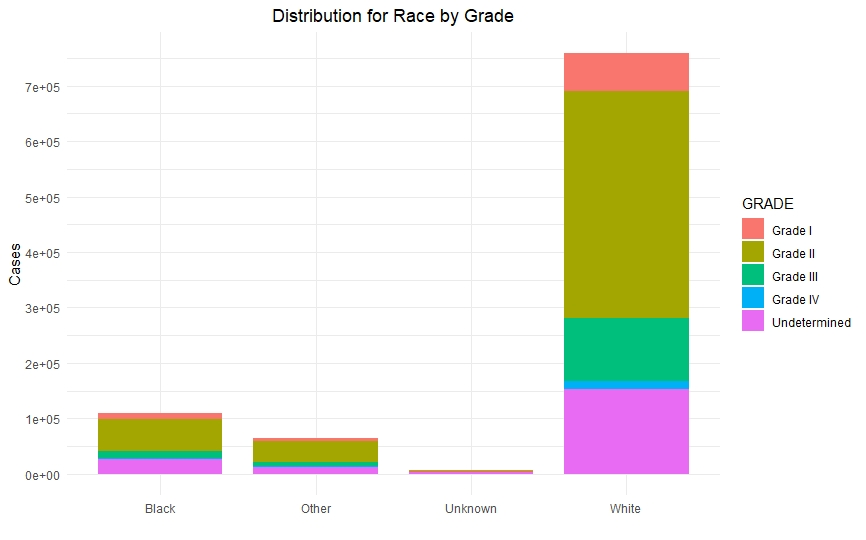 Distribution for Race by Grade
Cases
7e+05
6e+05
5e+05
4e+05
3e+05
2e+05
1e+05
0e+00
Black
Other
Unknown
White
GRADE
Grade I
Grade II
Grade III
Grade IV
Undetermined